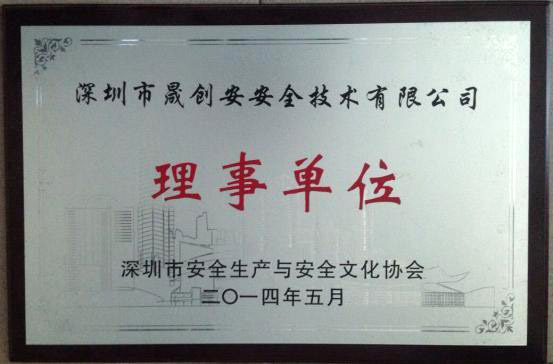 深圳市晟创安安全技术有限公司
理事单位
深圳市安全生产与安全文化协会
二〇一四年五月